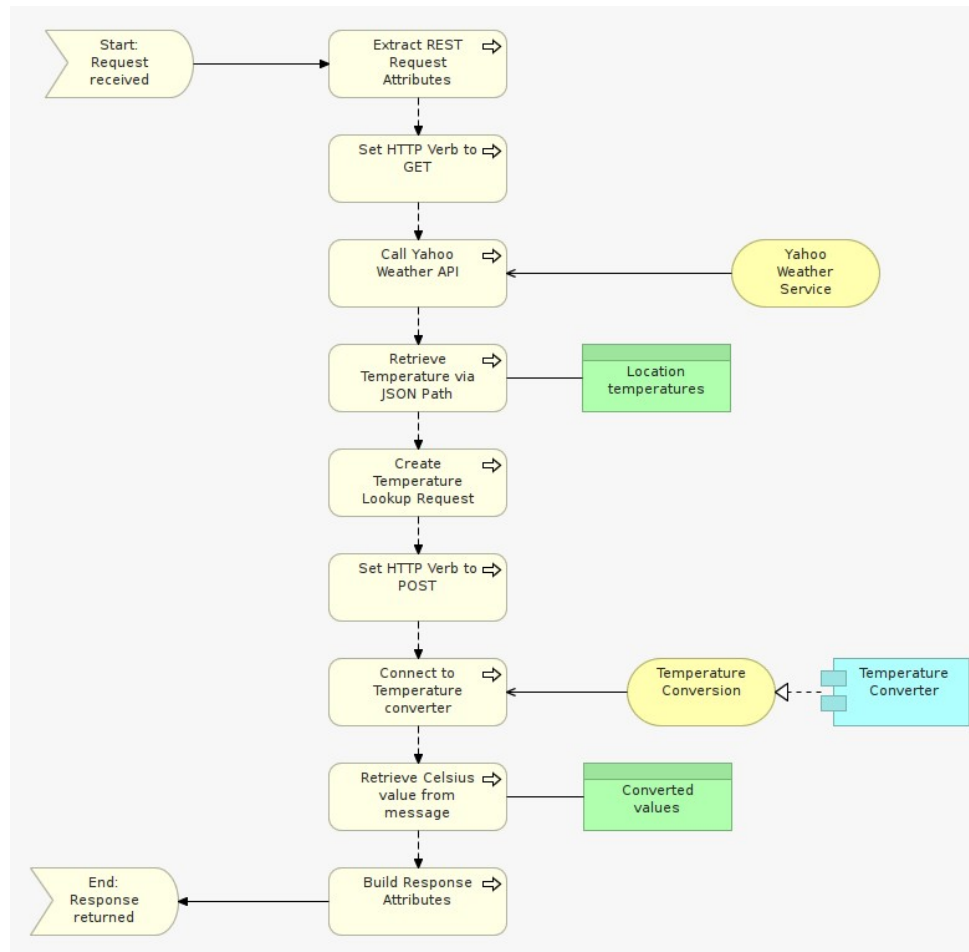 Start:
Request
received
Extract REST
Request
Attributes
Set HTTP Verb to
GET
Call Yahoo
Weather API
Yahoo
Weather
Service
Retrieve
Temperature via
JSON Path
Location
temperatures
Create
Temperature
Lookup Request
Set HTTP Verb to
POST
Connect to
Temperature
converter
Temperature
Conversion
Temperature
Converter
Retrieve Celsius
value from
message
Converted
values
Build Response
Attributes
End:
Response
returned